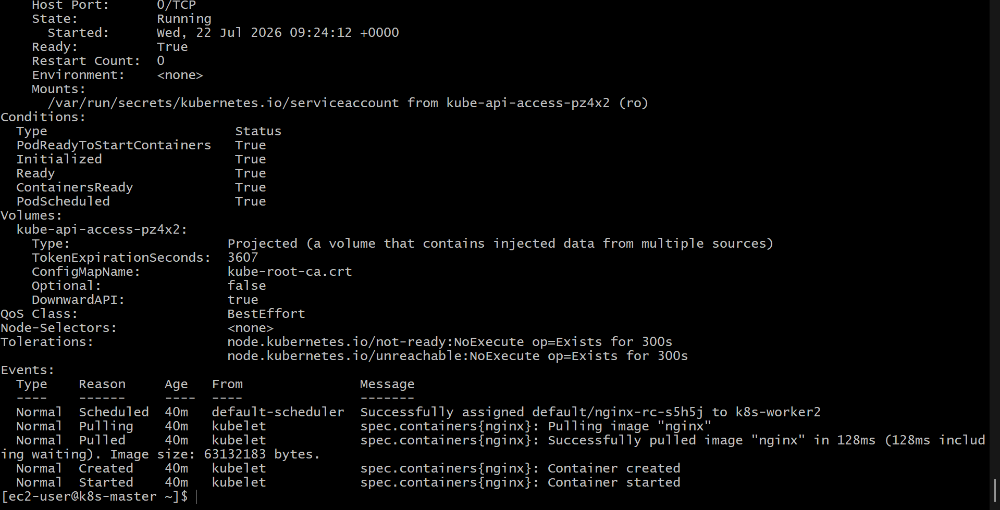 Host Port:      0/TCP
    State:          Running
      Started:      Wed, 22 Jul 2026 09:24:12 +0000
    Ready:          True
    Restart Count:  0
    Environment:    <none>
    Mounts:
      /var/run/secrets/kubernetes.io/serviceaccount from kube-api-access-pz4x2 (ro)
Conditions:
  Type                        Status
  PodReadyToStartContainers   True
  Initialized                 True
  Ready                       True
  ContainersReady             True
  PodScheduled                True
Volumes:
  kube-api-access-pz4x2:
    Type:                    Projected (a volume that contains injected data from multiple sources)
    TokenExpirationSeconds:  3607
    ConfigMapName:           kube-root-ca.crt
    Optional:                false
    DownwardAPI:             true
QoS Class:                   BestEffort
Node-Selectors:              <none>
Tolerations:                 node.kubernetes.io/not-ready:NoExecute op=Exists for 300s
                             node.kubernetes.io/unreachable:NoExecute op=Exists for 300s
Events:
  Type    Reason     Age   From               Message
  ----    ------     ----  ----               -------
  Normal  Scheduled  40m   default-scheduler  Successfully assigned default/nginx-rc-s5h5j to k8s-worker2
  Normal  Pulling    40m   kubelet            spec.containers{nginx}: Pulling image "nginx"
  Normal  Pulled     40m   kubelet            spec.containers{nginx}: Successfully pulled image "nginx" in 128ms (128ms includ
ing waiting). Image size: 63132183 bytes.
  Normal  Created    40m   kubelet            spec.containers{nginx}: Container created
  Normal  Started    40m   kubelet            spec.containers{nginx}: Container started
[ec2-user@k8s-master ~]$